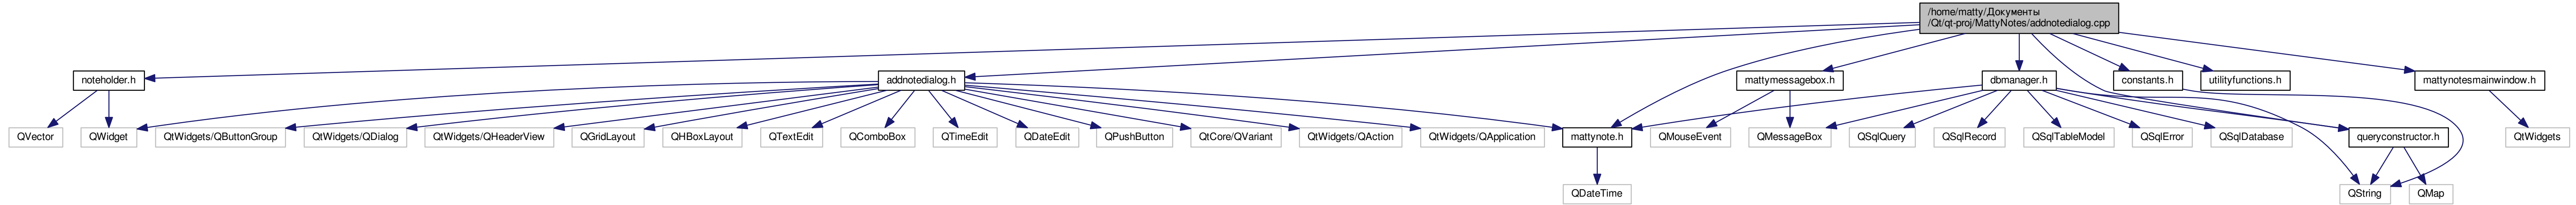 /home/matty/Документы
/Qt/qt-proj/MattyNotes/addnotedialog.cpp
noteholder.h
addnotedialog.h
mattymessagebox.h
dbmanager.h
constants.h
utilityfunctions.h
mattynotesmainwindow.h
QVector
QWidget
QtWidgets/QButtonGroup
QtWidgets/QDialog
QtWidgets/QHeaderView
QGridLayout
QHBoxLayout
QTextEdit
QComboBox
QTimeEdit
QDateEdit
QPushButton
QtCore/QVariant
QtWidgets/QAction
QtWidgets/QApplication
mattynote.h
QMouseEvent
QMessageBox
QSqlQuery
QSqlRecord
QSqlTableModel
QSqlError
QSqlDatabase
queryconstructor.h
QtWidgets
QDateTime
QString
QMap